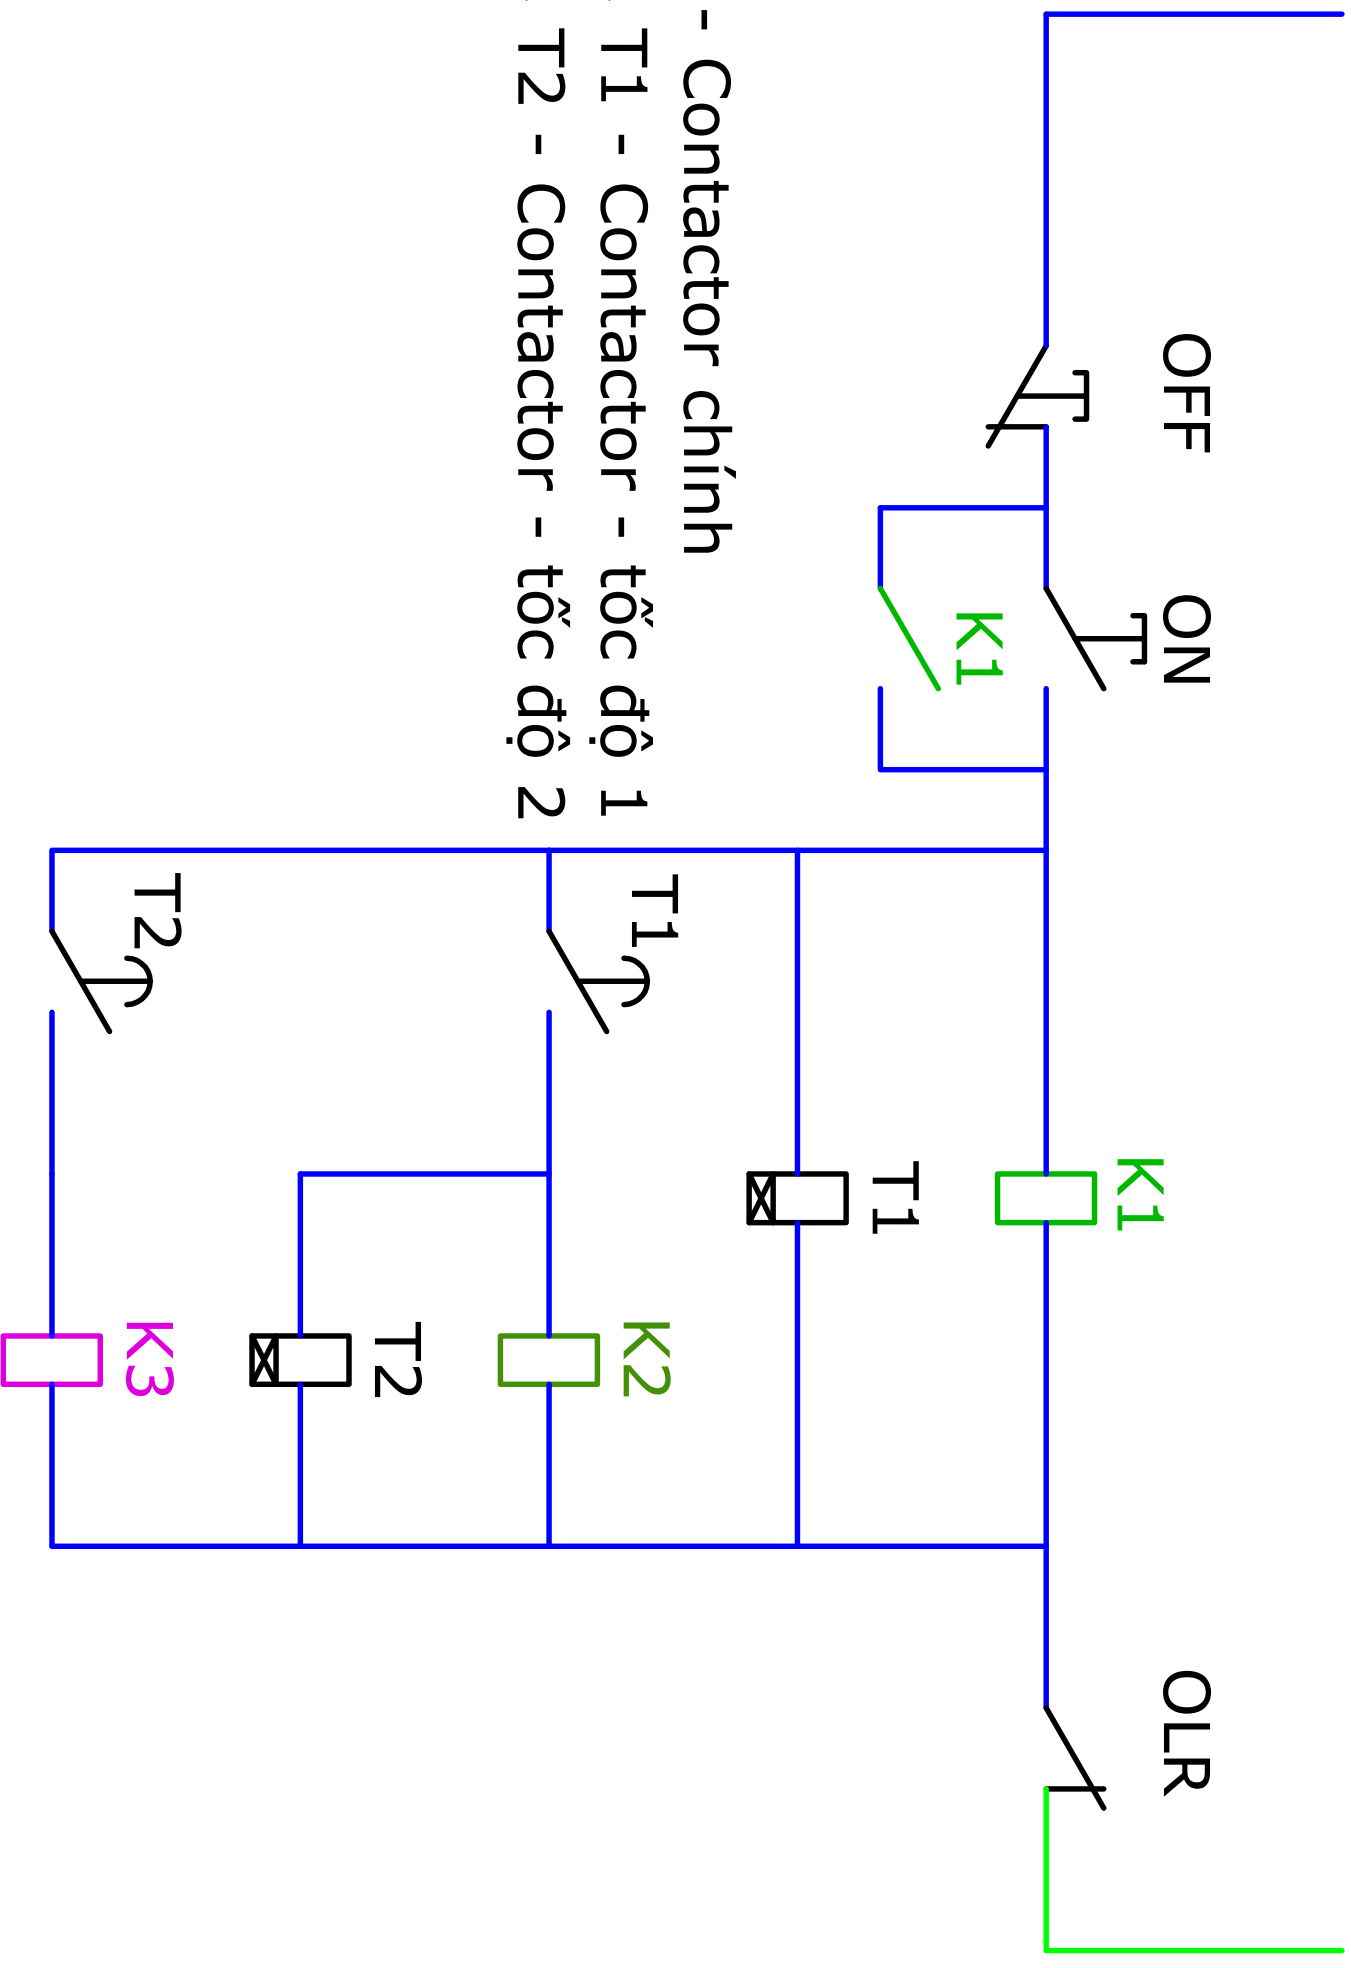 OFF
ON
OLR
K1
K1
T1
T1
K2
T2
T2
K3
- Contactor chính
T1 - Contactor - tốc độ 1
T2 - Contactor - tốc độ 2